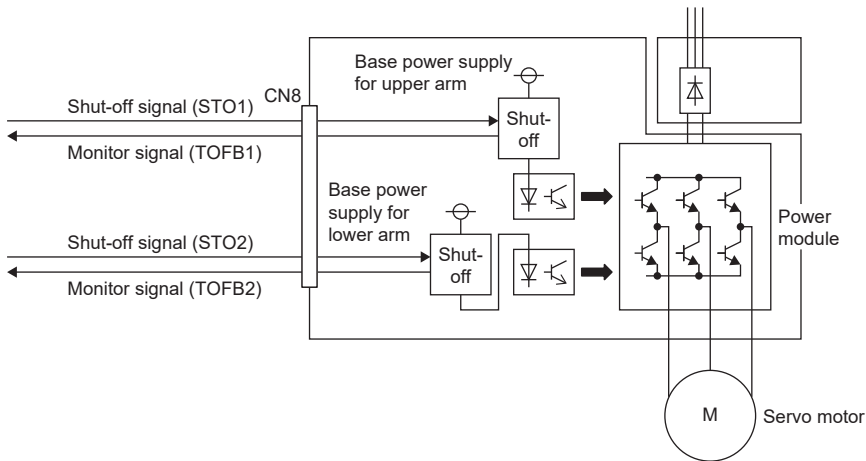 Base power supply
for upper arm
CN8
Shut-off signal (STO1)
Monitor signal (TOFB1)
Shut-
off
Base power
supply for
lower arm
Shut-off signal (STO2)
Monitor signal (TOFB2)
Shut-
off
Power
module
M
Servo motor